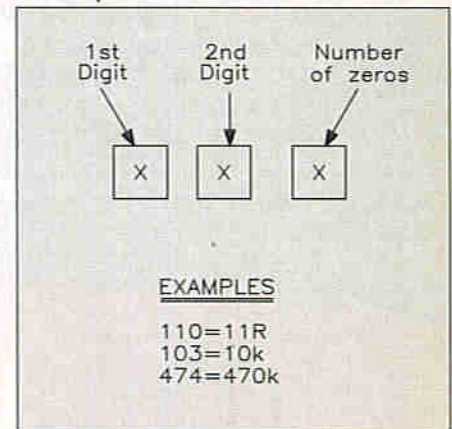 1st 2nd Number
Digit Digit of zeros
X X X
EXAMPLES
110=11R
103=10k
474=470k